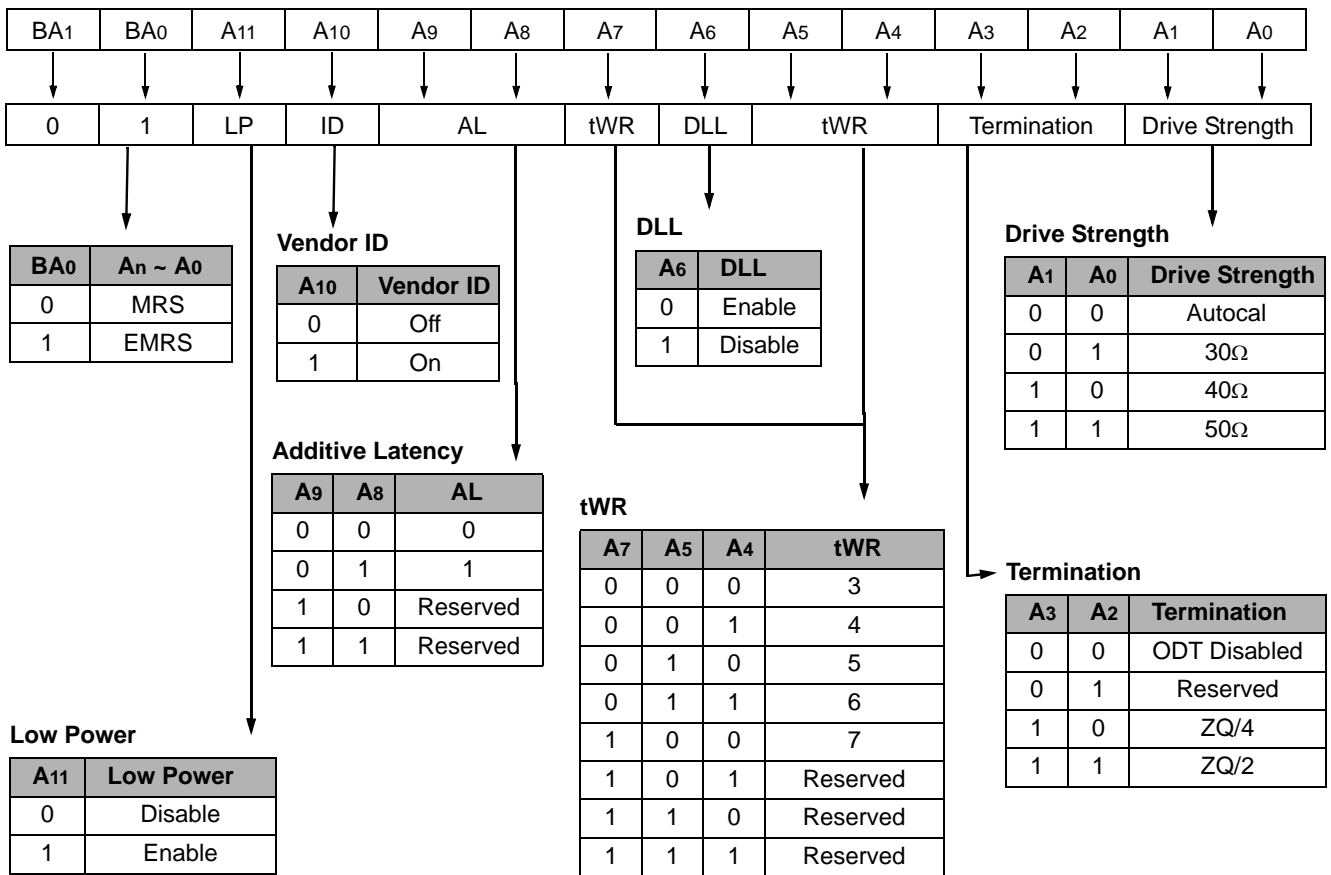 BA1 BA0 A11 A10 A9 A8 A7 A6 A5 A4 A3 A2 A1 A0
0 1 LP ID AL tWR DLL tWR Termination Drive Strength
BA0 An ~ A0
0 MRS
1 EMRS
Vendor ID
A10 Vendor ID
0 Off
1 On
DLL
A6 DLL
0 Enable
1 Disable
Drive Strength
A1 A0 Drive Strength
0 0 Autocal
0 1 30Ω
1 0 40Ω
1 1 50Ω
Additive Latency
A9 A8 AL
0 0 0
0 1 1
1 0 Reserved
1 1 Reserved
tWR
A7 A5 A4 tWR
0 0 0 3
0 0 1 4
0 1 0 5
0 1 1 6
1 0 0 7
1 0 1 Reserved
1 1 0 Reserved
1 1 1 Reserved
Termination
A3 A2 Termination
0 0 ODT Disabled
0 1 Reserved
1 0 ZQ/4
1 1 ZQ/2
Low Power
A11 Low Power
0 Disable
1 Enable